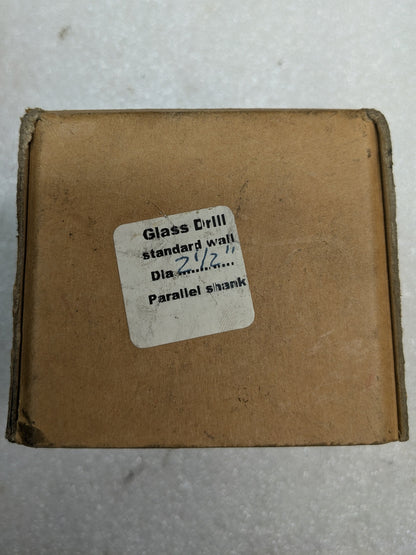 Glass Drill
standard wall
Dia 2 1/2" ............
Parallel shank